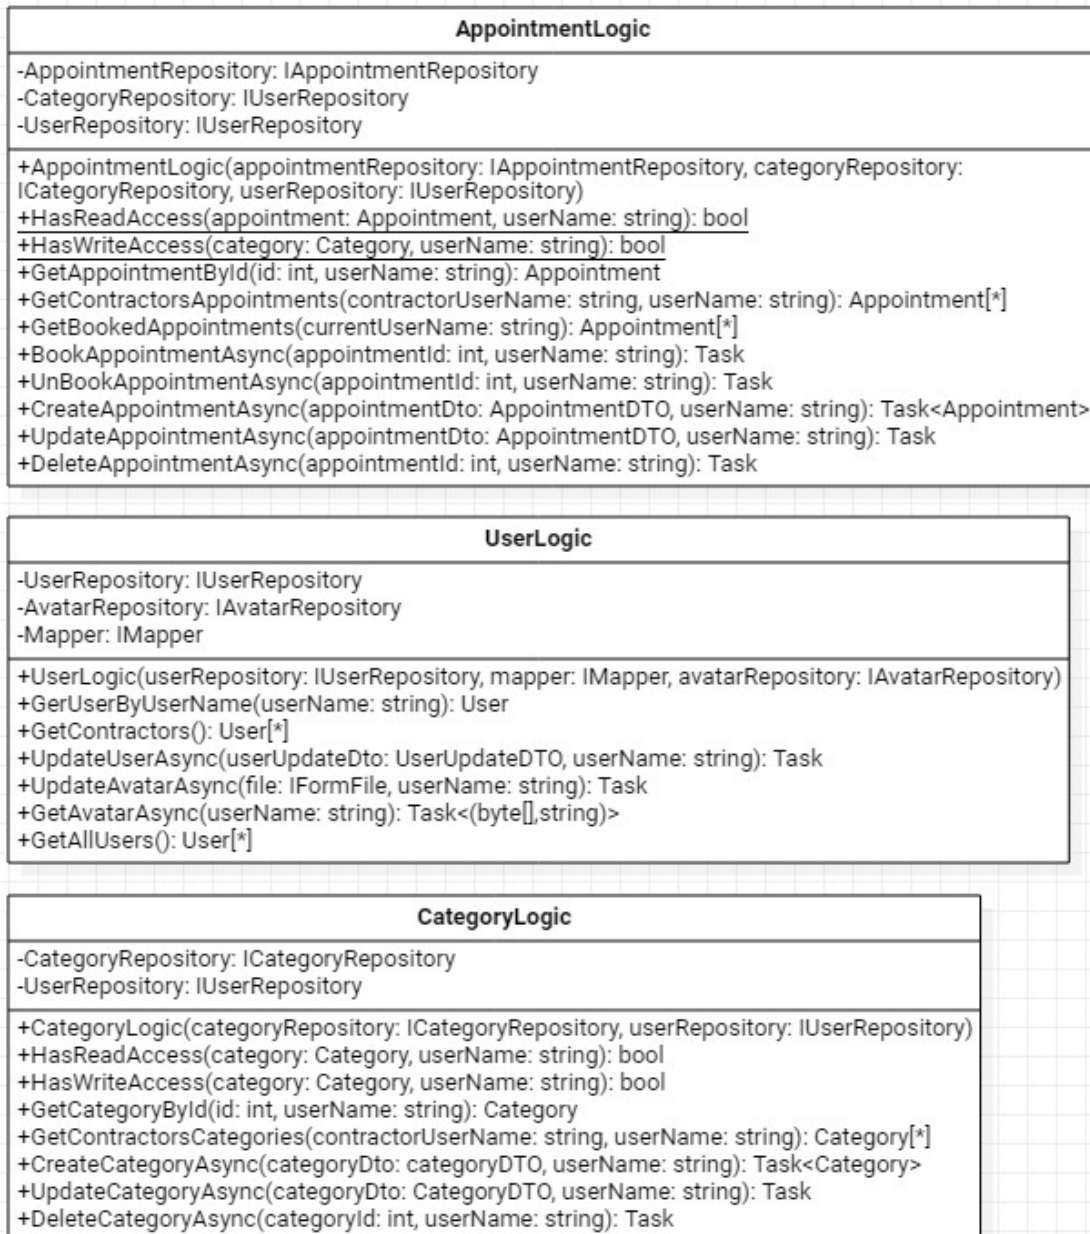 AppointmentLogic
-AppointmentRepository: IAppointmentRepository
-CategoryRepository: IUserRepository
-UserRepository: IUserRepository
+AppointmentLogic(appointmentRepository: IAppointmentRepository, categoryRepository:
ICategoryRepository, userRepository: IUserRepository)
+HasReadAccess(appointment: Appointment, userName: string): bool
+HasWriteAccess(category: Category, userName: string): bool
+GetAppointmentById(id: int, userName: string): Appointment
+GetContractorsAppointments(contractorUserName: string, userName: string): Appointment[*]
+GetBookedAppointments(currentUserName: string): Appointment[*]
+BookAppointmentAsync(appointmentId: int, userName: string): Task
+UnBookAppointmentAsync(appointmentId: int, userName: string): Task
+CreateAppointmentAsync(appointmentDto: AppointmentDTO, userName: string): Task<Appointment>
+UpdateAppointmentAsync(appointmentDto: AppointmentDTO, userName: string): Task
+DeleteAppointmentAsync(appointmentId: int, userName: string): Task
UserLogic
-UserRepository: IUserRepository
-AvatarRepository: IAvatarRepository
-Mapper: IMapper
+UserLogic(userRepository: IUserRepository, mapper: IMapper, avatarRepository: IAvatarRepository)
+GerUserByUserName(userName: string): User
+GetContractors(): User[*]
+UpdateUserAsync(userUpdateDto: UserUpdateDTO, userName: string): Task
+UpdateAvatarAsync(file: IFormFile, userName: string): Task
+GetAvatarAsync(userName: string): Task<(byte[],string)>
+GetAllUsers(): User[*]
CategoryLogic
-CategoryRepository: ICategoryRepository
-UserRepository: IUserRepository
+CategoryLogic(categoryRepository: ICategoryRepository, userRepository: IUserRepository)
+HasReadAccess(category: Category, userName: string): bool
+HasWriteAccess(category: Category, userName: string): bool
+GetCategoryById(id: int, userName: string): Category
+GetContractorsCategories(contractorUserName: string, userName: string): Category[*]
+CreateCategoryAsync(categoryDto: categoryDTO, userName: string): Task<Category>
+UpdateCategoryAsync(categoryDto: CategoryDTO, userName: string): Task
+DeleteCategoryAsync(categoryId: int, userName: string): Task